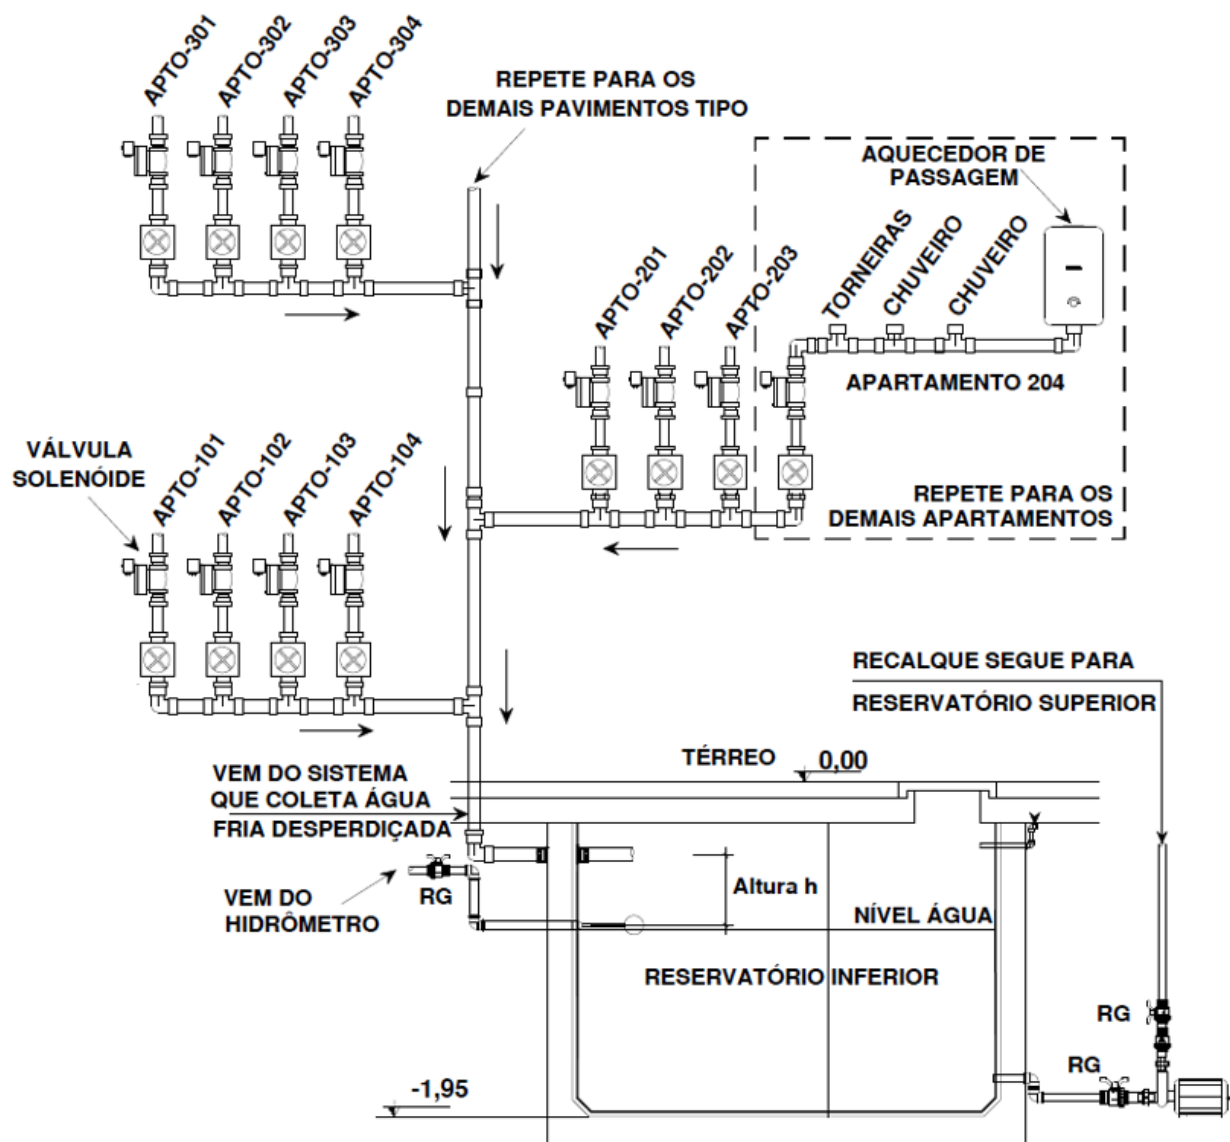 APTO-301
APTO-302
APTO-303
APTO-304
REPETE PARA OS
DEMAIS PAVIMENTOS TIPO
AQUECEDOR DE
PASSAGEM
TORNEIRAS
CHUVEIRO
CHUVEIRO
APTO-201
APTO-202
APTO-203
APARTAMENTO 204
VÁLVULA
SOLENÓIDE
APTO-101
APTO-102
APTO-103
APTO-104
REPETE PARA OS
DEMAIS APARTAMENTOS
RECALQUE SEGUE PARA
RESERVATÓRIO SUPERIOR
TÉRREO
0,00
VEM DO SISTEMA
QUE COLETA ÁGUA
FRIA DESPERDIÇADA
VEM DO
HIDRÔMETRO
RG
Altura h
NÍVEL ÁGUA
RESERVATÓRIO INFERIOR
RG
RG
-1,95